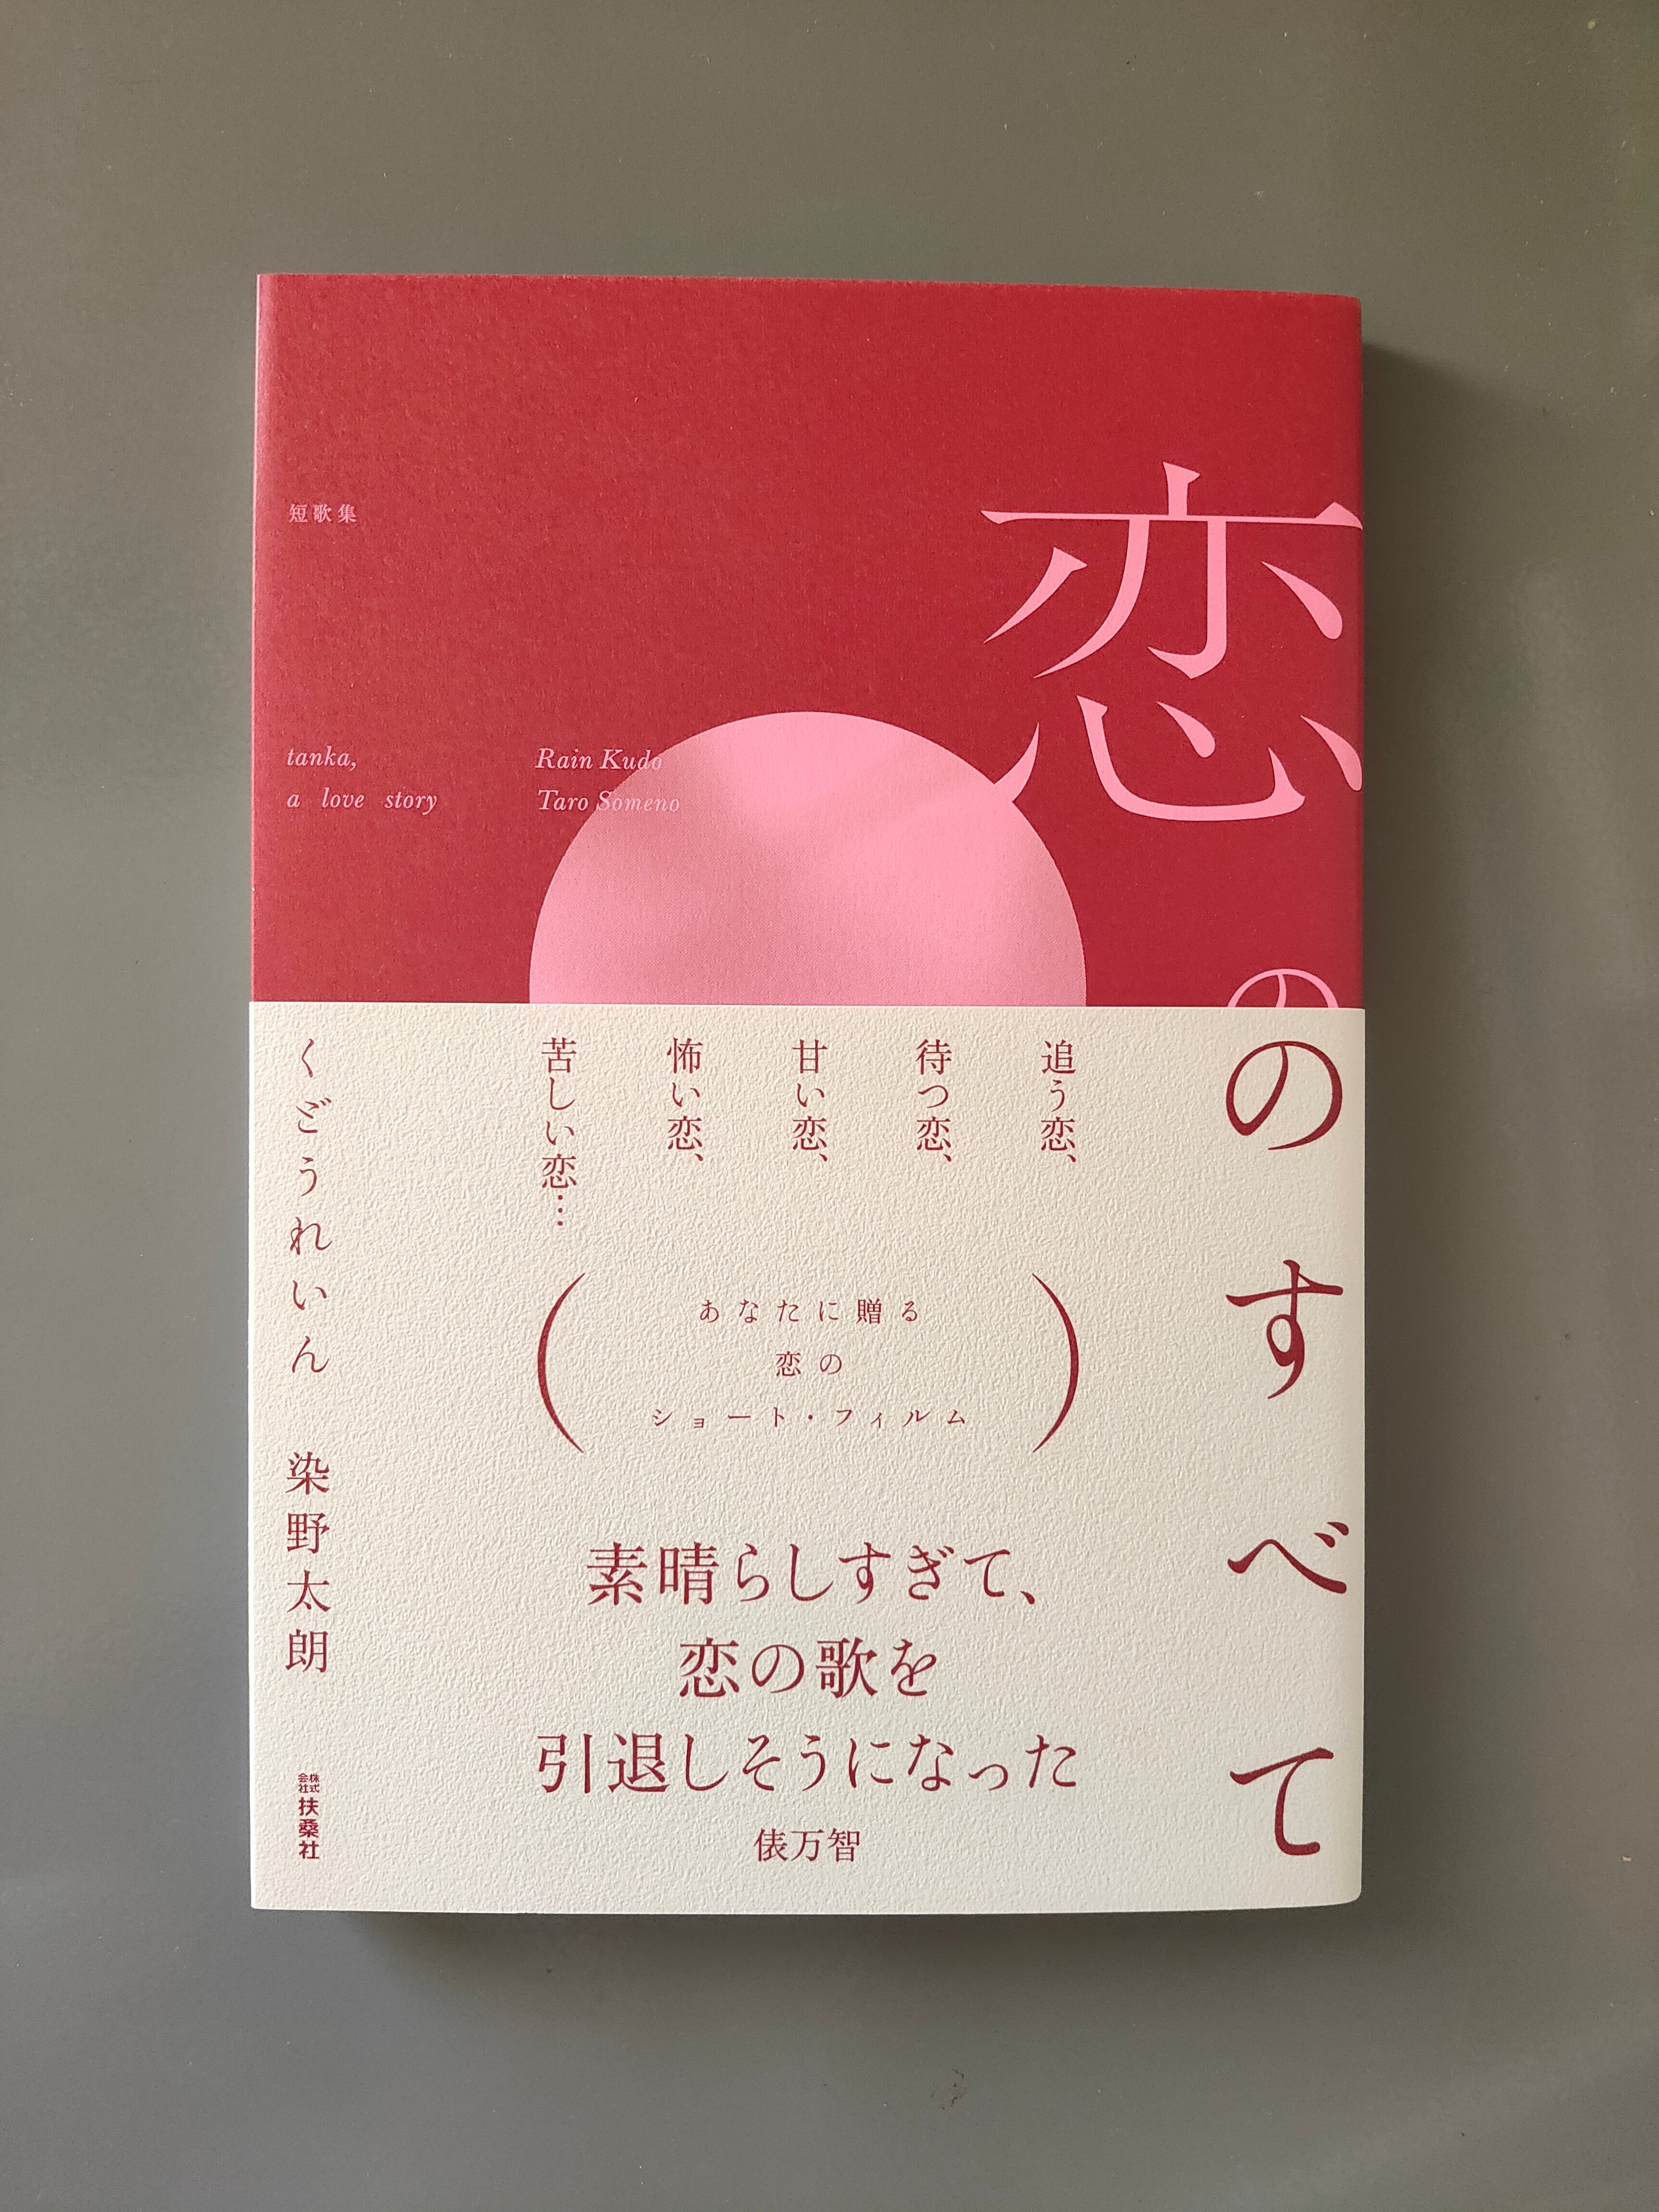 恋のすべて
短歌集
tanka,
a love story
Rain Kudo
Taro Someno
追う恋、
待つ恋、
甘い恋、
怖い恋、
苦しい恋…
（あなたに贈る
恋の
ショート・フィルム）
素晴らしすぎて、
恋の歌を
引退しそうになった
俵万智
くどうれいん 染野太朗
株式会社 扶桑社